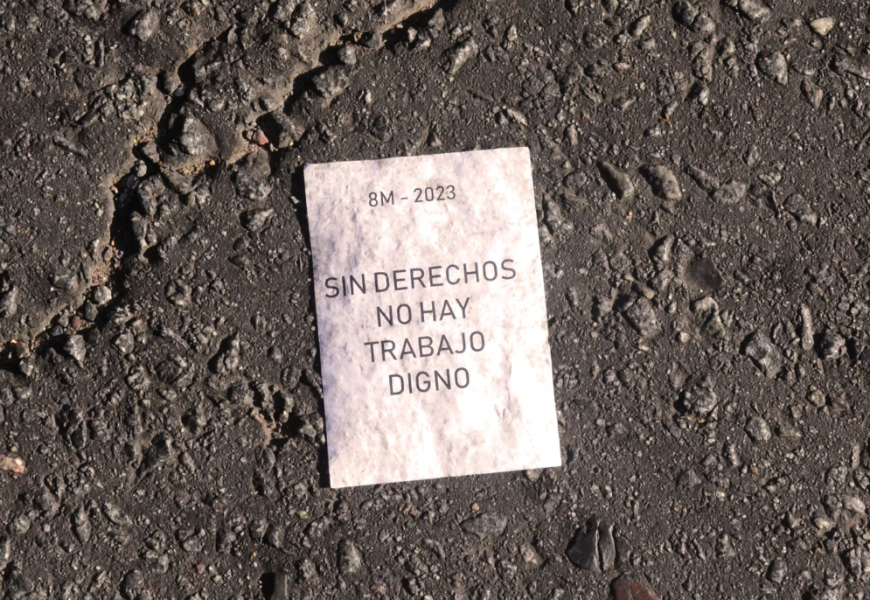 8M - 2023
SIN DERECHOS
NO HAY
TRABAJO
DIGNO